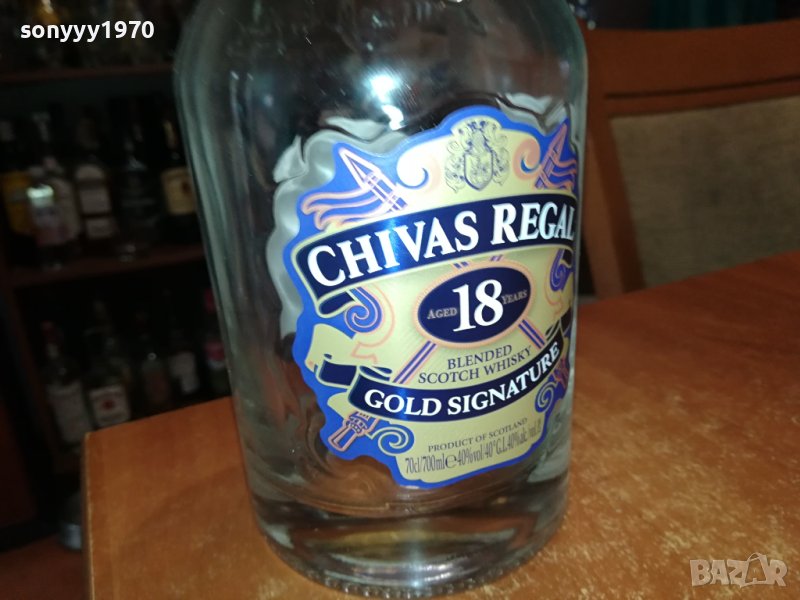 sonyyy1970
CHIVAS REGAL
AGED 18 YEARS
BLENDED
SCOTCH WHISKY
GOLD SIGNATURE
PRODUCT OF SCOTLAND
70cl/700ml℮40%vol/40°G.L.40%alc/vol.
BAZAR